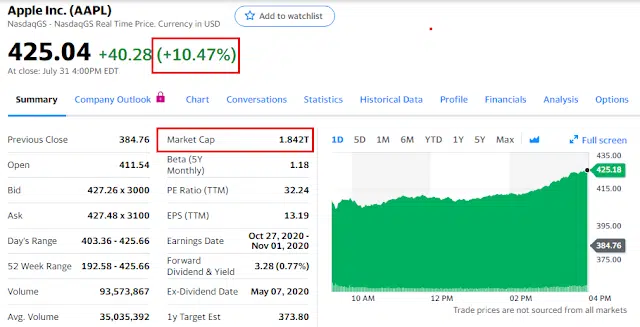 Apple Inc. (AAPL)
NasdaqGS - NasdaqGS Real Time Price. Currency in USD
Add to watchlist
425.04 +40.28 (+10.47%)
At close: July 31 4:00PM EDT
Summary Company Outlook Chart Conversations Statistics Historical Data Profile Financials Analysis Options
Previous Close 384.76
Open 411.54
Bid 427.26 x 3000
Ask 427.48 x 3100
Day's Range 403.36 - 425.66
52 Week Range 192.58 - 425.66
Volume 93,573,867
Avg. Volume 35,035,392
Market Cap 1.842T
Beta (5Y
Monthly) 1.18
PE Ratio (TTM) 32.24
EPS (TTM) 13.19
Earnings Date Oct 27, 2020 -
Nov 01, 2020
Forward
Dividend & Yield 3.28 (0.77%)
Ex-Dividend Date May 07, 2020
1y Target Est 373.80
1D 5D 1M 6M YTD 1Y 5Y Max Full screen
435.00
425.18
415.00
395.00
384.76
375.00
10 AM 12 PM 02 PM 04 PM
Trade prices are not sourced from all markets